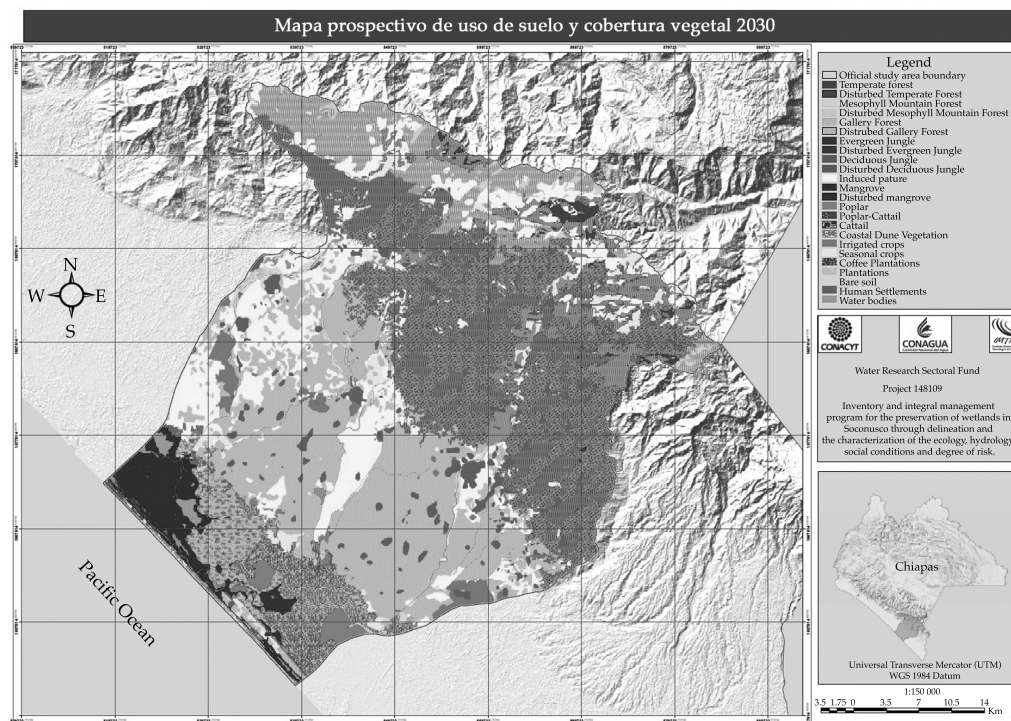 Mapa prospectivo de uso de suelo y cobertura vegetal 2030
Legend
Official study area boundary
Temperate forest
Disturbed Temperate Forest
Mesophyll Mountain Forest
Disturbed Mesophyll Mountain Forest
Gallery Forest
Distrubed Gallery Forest
Evergreen Jungle
Disturbed Evergreen Jungle
Deciduous Jungle
Disturbed Deciduous Jungle
Induced pature
Mangrove
Disturbed mangrove
Poplar
Poplar-Cattail
Cattail
Coastal Dune Vegetation
Irrigated crops
Seasonal crops
Coffee Plantations
Plantations
Bare soil
Human Settlements
Water bodies
N
W E
S
Pacific Ocean
CONACYT
CONAGUA
Comisión Nacional del Agua
Water Research Sectoral Fund
Project 148109
Inventory and integral management
program for the preservation of wetlands in
Soconusco through delineation and
the characterization of the ecology, hydrology
social conditions and degree of risk.
Chiapas
Universal Transverse Mercator (UTM)
WGS 1984 Datum
1:150 000
3.5 1.75 0 3.5 7 10.5 14
Km